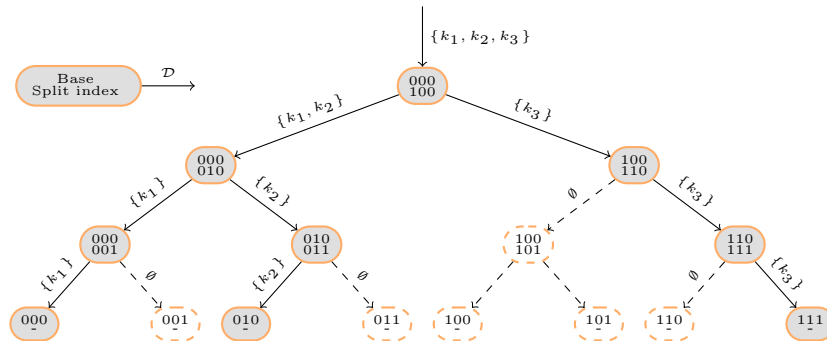 {k₁, k₂, k₃}
Base
Split index
𝒟
000
100
{k₁, k₂}
{k₃}
000
010
100
110
{k₁}
{k₂}
∅
{k₃}
000
001
010
011
100
101
110
111
{k₁}
∅
{k₂}
∅
∅
{k₃}
000
-
001
-
010
-
011
-
100
-
101
-
110
-
111
-